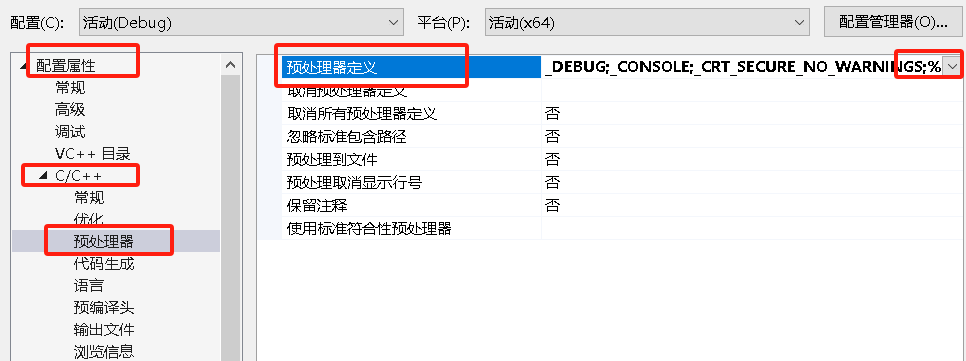 配置(C): 活动(Debug) 平台(P): 活动(x64) 配置管理器(O)...
配置属性
常规
高级
调试
VC++ 目录
C/C++
常规
优化
预处理器
代码生成
语言
预编译头
输出文件
浏览信息
预处理器定义 _DEBUG;_CONSOLE;_CRT_SECURE_NO_WARNINGS;%
取消预处理器定义
取消所有预处理器定义 否
忽略标准包含路径 否
预处理到文件 否
预处理取消显示行号 否
保留注释 否
使用标准符合性预处理器